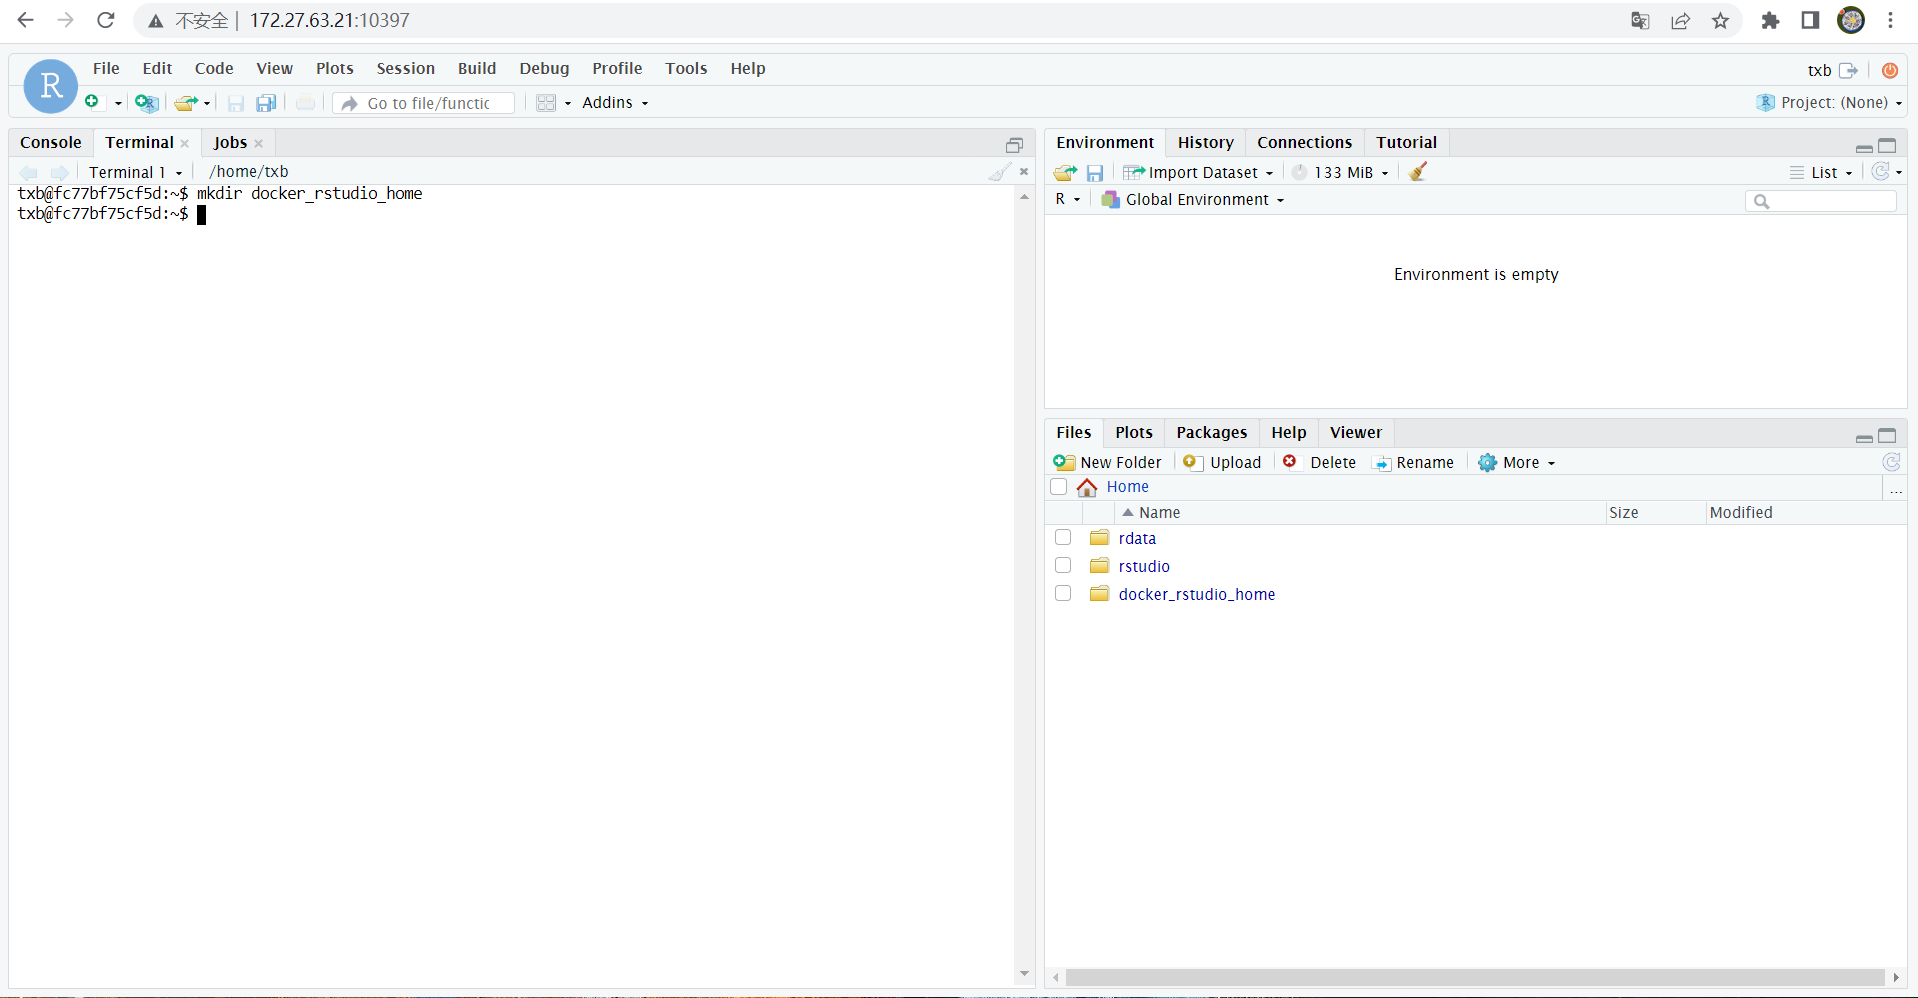 不安全 | 172.27.63.21:10397
R
File Edit Code View Plots Session Build Debug Profile Tools Help
txb
Go to file/functic
Addins
Project: (None)
Console Terminal Jobs
Terminal 1 /home/txb
txb@fc77bf75cf5d:~$ mkdir docker_rstudio_home
txb@fc77bf75cf5d:~$
Environment History Connections Tutorial
Import Dataset 133 MiB List
R Global Environment
Environment is empty
Files Plots Packages Help Viewer
New Folder Upload Delete Rename More
Home ...
Name Size Modified
rdata
rstudio
docker_rstudio_home